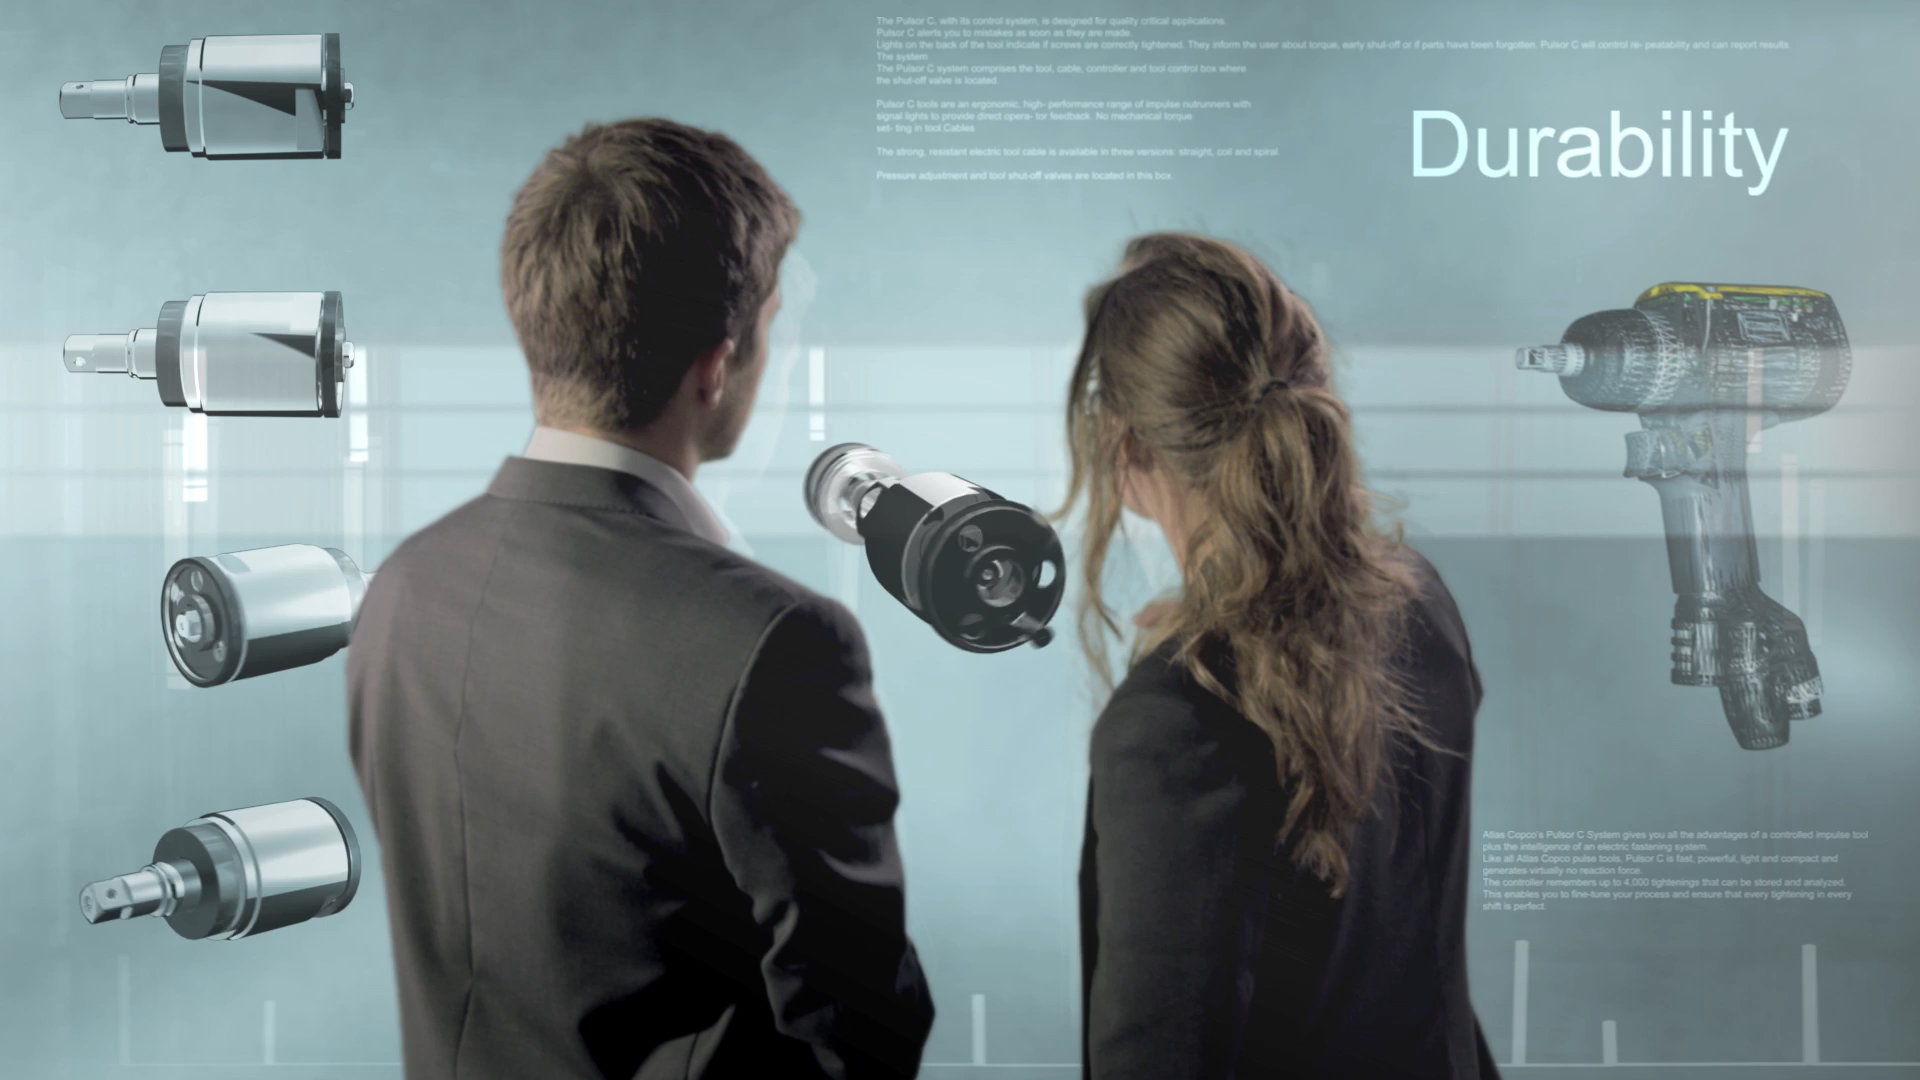 The Pulsor C, with its control system, is designed for quality critical applications.
Pulsor C alerts you to mistakes as soon as they are made.
Lights on the back of the tool indicate if screws are correctly tightened. They inform the user about torque, early shut-off or if parts have been forgotten. Pulsor C will control re- peatability and can report results.
The system
The Pulsor C system comprises the tool, cable, controller and tool control box where
the shut-off valve is located.
Pulsor C tools are an ergonomic, high- performance range of impulse nutrunners with
signal lights to provide direct opera- tor feedback. No mechanical torque
set- ting in tool.Cables
The strong, resistant electric tool cable is available in three versions: straight, coil and spiral.
Pressure adjustment and tool shut-off valves are located in this box.
Durability
Atlas Copco's Pulsor C System gives you all the advantages of a controlled impulse tool
plus the intelligence of an electric fastening system.
Like all Atlas Copco pulse tools, Pulsor C is fast, powerful, light and compact and
generates virtually no reaction force.
The controller remembers up to 4,000 tightenings that can be stored and analyzed.
This enables you to fine-tune your process and ensure that every tightening in every
shift is perfect.